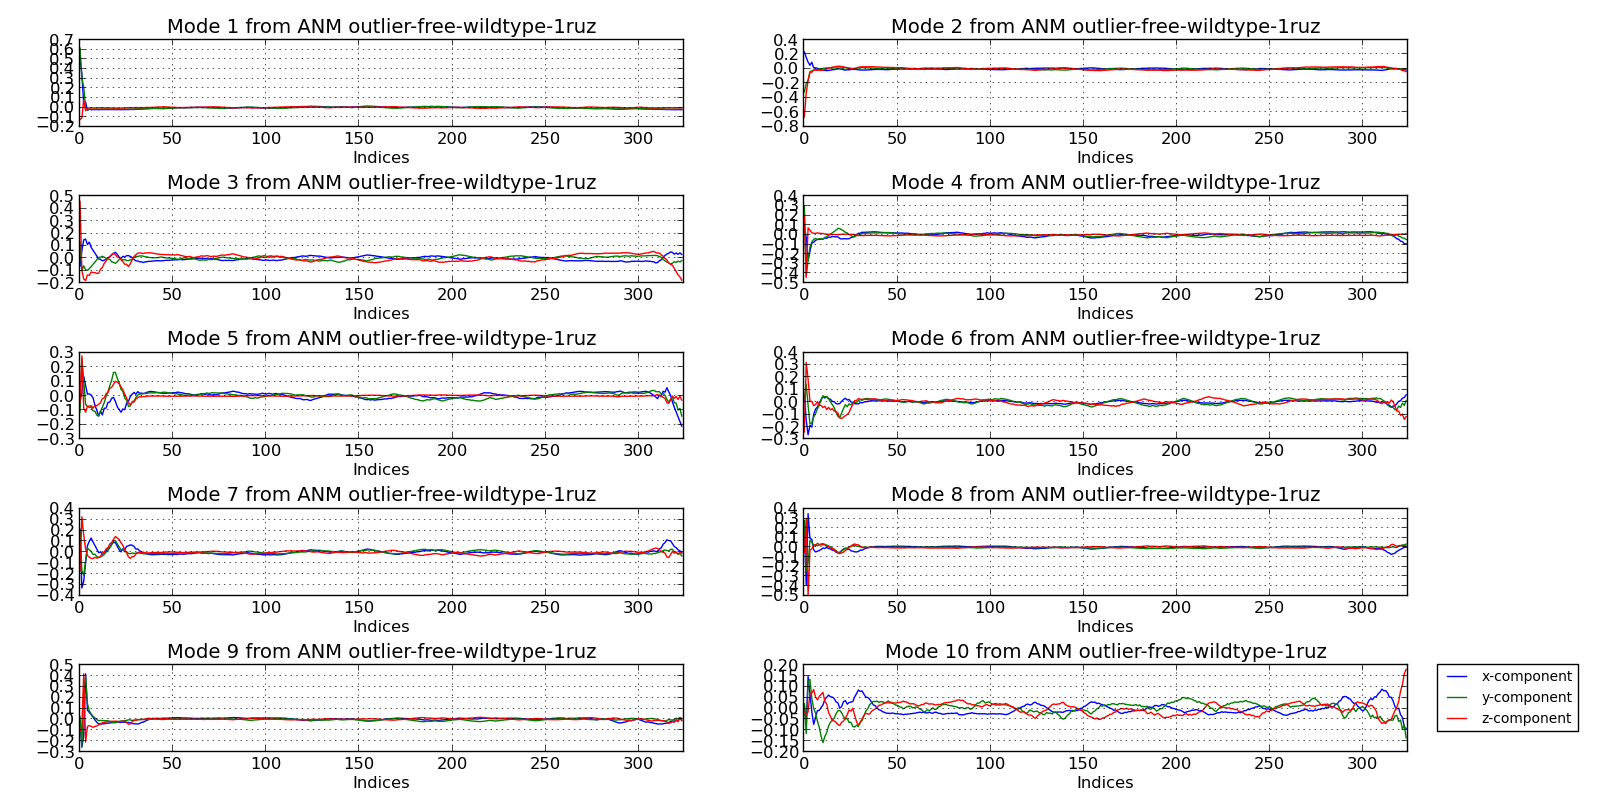 Mode 1 from ANM outlier-free-wildtype-1ruz
0.7
0.6
0.5
0.4
0.3
0.2
0.1
0.0
−0.1
−0.2
0 50 100 150 200 250 300
Indices
Mode 2 from ANM outlier-free-wildtype-1ruz
0.4
0.2
0.0
−0.2
−0.4
−0.6
−0.8
0 50 100 150 200 250 300
Indices
Mode 3 from ANM outlier-free-wildtype-1ruz
0.5
0.4
0.3
0.2
0.1
0.0
−0.1
−0.2
0 50 100 150 200 250 300
Indices
Mode 4 from ANM outlier-free-wildtype-1ruz
0.4
0.3
0.2
0.1
0.0
−0.1
−0.2
−0.3
−0.4
−0.5
0 50 100 150 200 250 300
Indices
Mode 5 from ANM outlier-free-wildtype-1ruz
0.3
0.2
0.1
0.0
−0.1
−0.2
−0.3
0 50 100 150 200 250 300
Indices
Mode 6 from ANM outlier-free-wildtype-1ruz
0.4
0.3
0.2
0.1
0.0
−0.1
−0.2
−0.3
0 50 100 150 200 250 300
Indices
Mode 7 from ANM outlier-free-wildtype-1ruz
0.4
0.3
0.2
0.1
0.0
−0.1
−0.2
−0.3
−0.4
0 50 100 150 200 250 300
Indices
Mode 8 from ANM outlier-free-wildtype-1ruz
0.4
0.3
0.2
0.1
0.0
−0.1
−0.2
−0.3
−0.4
−0.5
0 50 100 150 200 250 300
Indices
Mode 9 from ANM outlier-free-wildtype-1ruz
0.5
0.4
0.3
0.2
0.1
0.0
−0.1
−0.2
−0.3
0 50 100 150 200 250 300
Indices
Mode 10 from ANM outlier-free-wildtype-1ruz
0.20
0.15
0.10
0.05
0.00
−0.05
−0.10
−0.15
−0.20
0 50 100 150 200 250 300
Indices
x-component
y-component
z-component